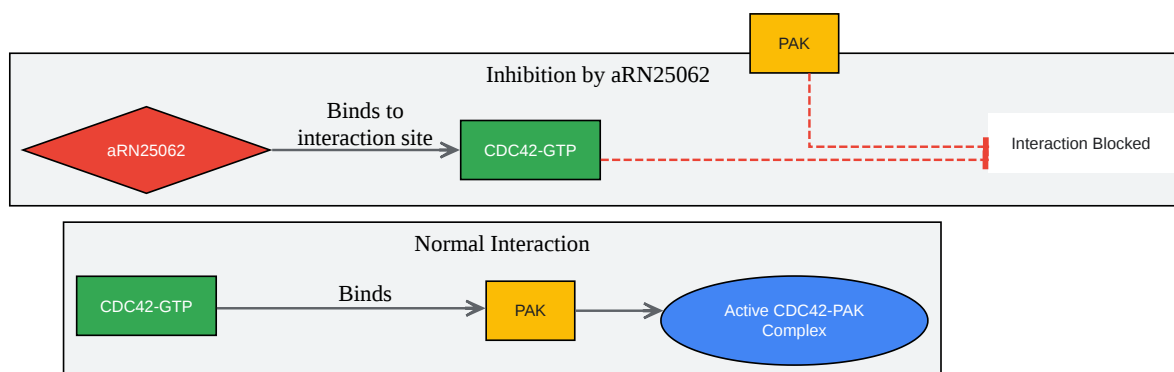 PAK
Inhibition by aRN25062
Binds to
interaction site
aRN25062
CDC42-GTP
Interaction Blocked
Normal Interaction
CDC42-GTP
Binds
PAK
Active CDC42-PAK
Complex